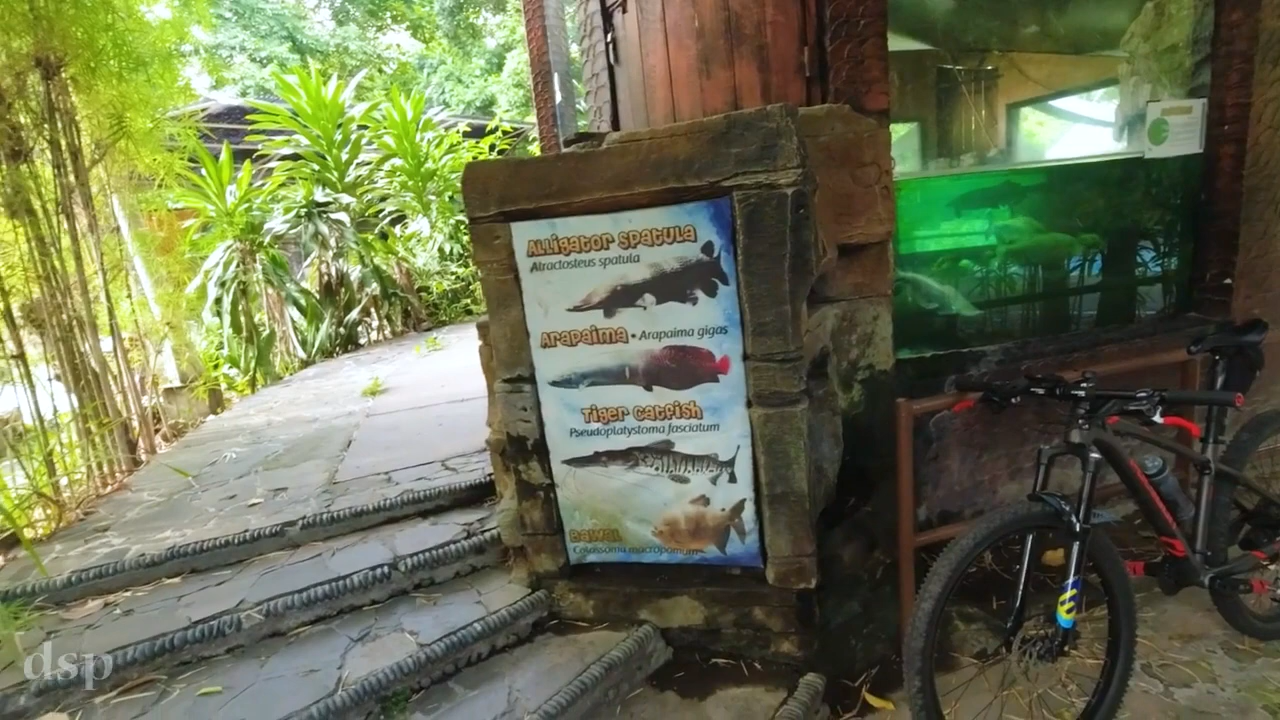 Alligator Spatula
Atractosteus spatula
Arapaima • Arapaima gigas
Tiger Catfish
Pseudoplatystoma fasciatum
Bawal
Colossoma macropomum
dsp